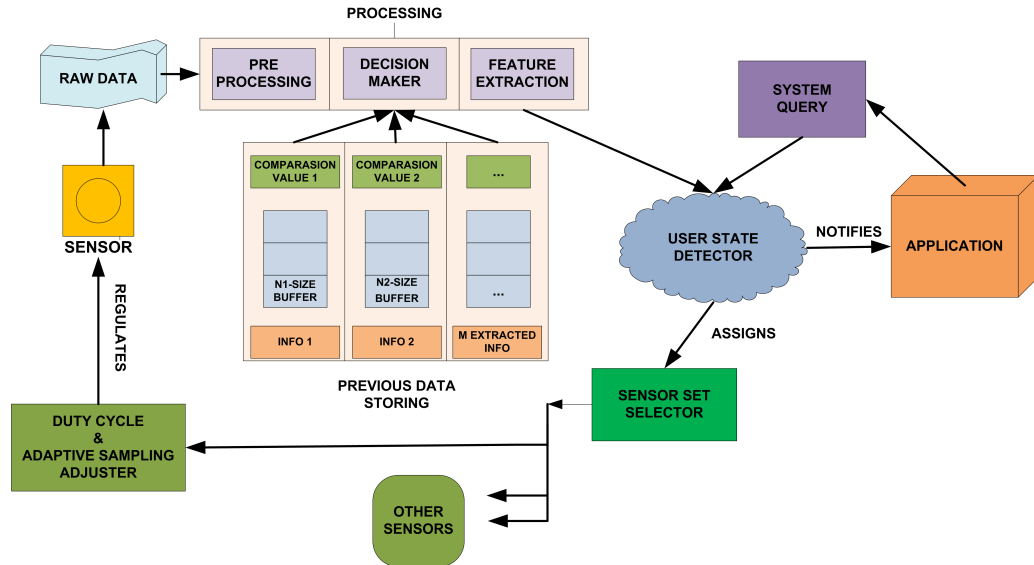 PROCESSING
RAW DATA
PRE
PROCESSING
DECISION
MAKER
FEATURE
EXTRACTION
SYSTEM
QUERY
COMPARASION
VALUE 1
COMPARASION
VALUE 2
...
SENSOR
N1-SIZE
BUFFER
N2-SIZE
BUFFER
...
USER STATE
DETECTOR
NOTIFIES
APPLICATION
REGULATES
INFO 1
INFO 2
M EXTRACTED
INFO
ASSIGNS
PREVIOUS DATA
STORING
SENSOR SET
SELECTOR
DUTY CYCLE
&
ADAPTIVE SAMPLING
ADJUSTER
OTHER
SENSORS